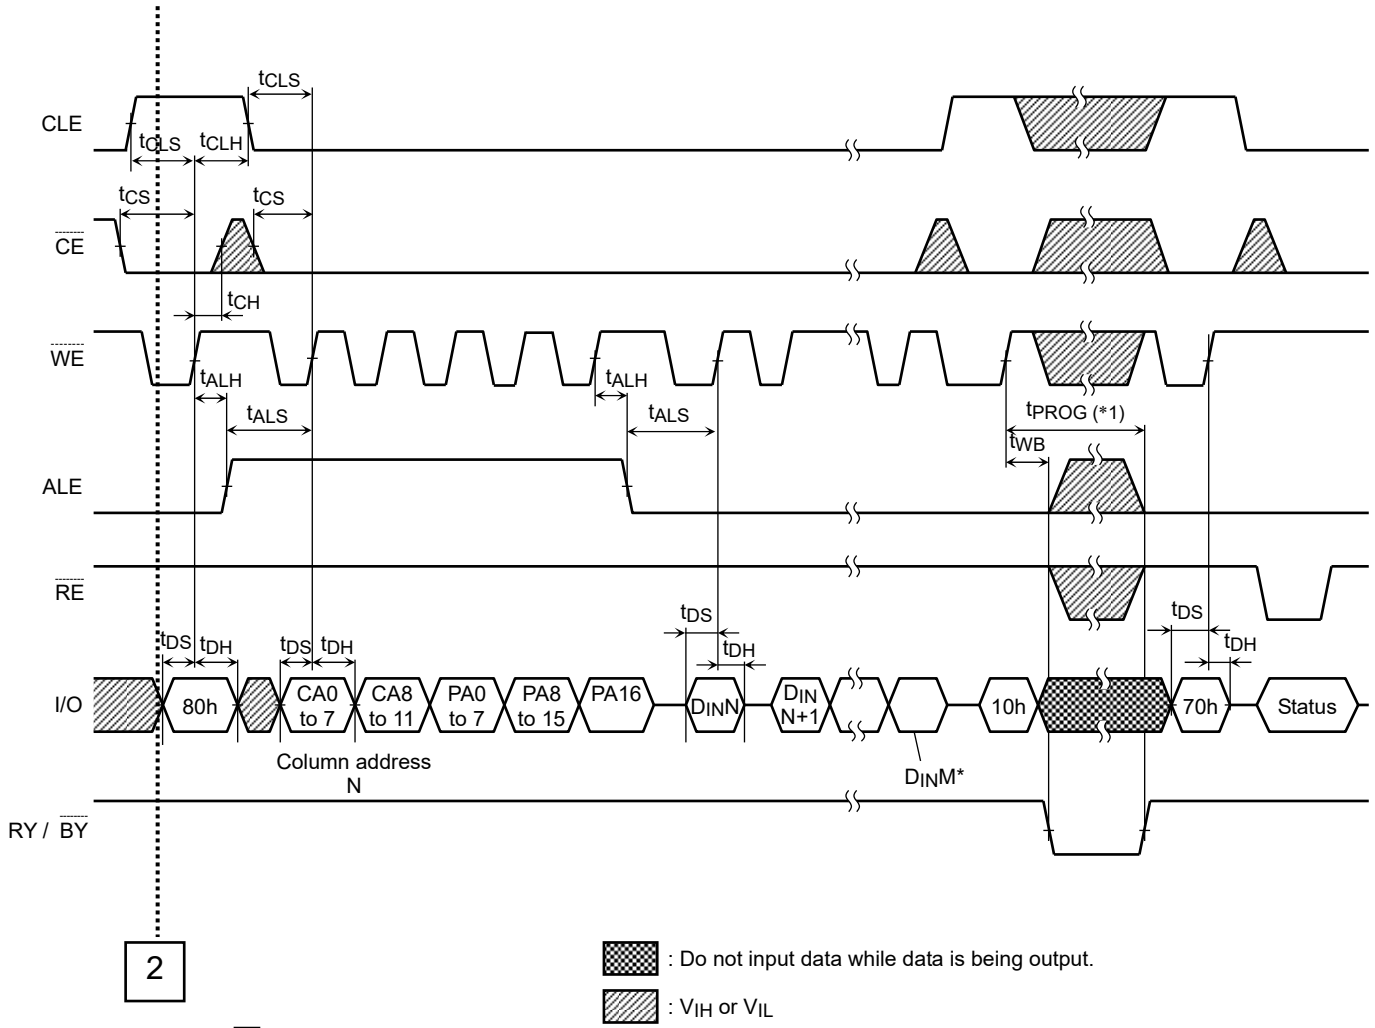 tCLS
CLE
tCLS
tCLH
tCS
tCS
CE
tCH
WE
tALH
tALH
tPROG (*1)
tALS
tALS
tWB
ALE
RE
tDS
tDH
tDS
tDH
tDS
tDH
tDS
tDH
I/O
80h
CA0 to 7
CA8 to 11
PA0 to 7
PA8 to 15
PA16
DINN
DIN N+1
10h
70h
Status
Column address
N
DINM*
RY / BY
2
: Do not input data while data is being output.
: VIH or VIL